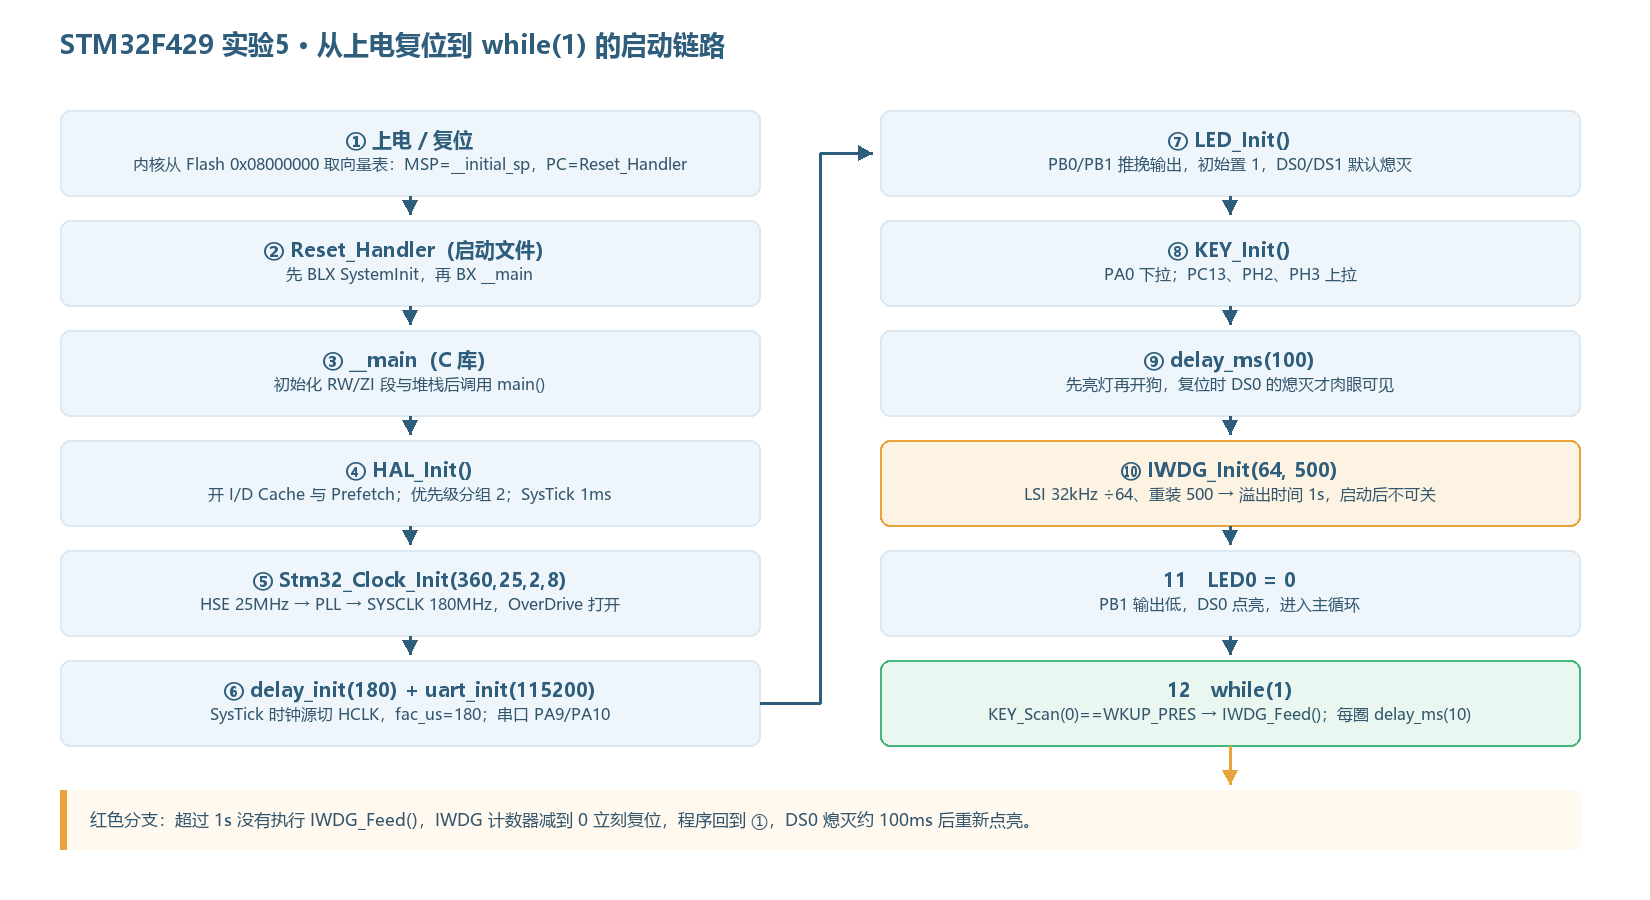 STM32F429 实验5 • 从上电复位到 while(1) 的启动链路
① 上电 / 复位
内核从 Flash 0x08000000 取向量表：MSP=__initial_sp，PC=Reset_Handler
② Reset_Handler（启动文件）
先 BLX SystemInit，再 BX __main
③ __main（C 库）
初始化 RW/ZI 段与堆栈后调用 main()
④ HAL_Init()
开 I/D Cache 与 Prefetch；优先级分组 2；SysTick 1ms
⑤ Stm32_Clock_Init(360,25,2,8)
HSE 25MHz → PLL → SYSCLK 180MHz，OverDrive 打开
⑥ delay_init(180) + uart_init(115200)
SysTick 时钟源切 HCLK，fac_us=180；串口 PA9/PA10
⑦ LED_Init()
PB0/PB1 推挽输出，初始置 1，DS0/DS1 默认熄灭
⑧ KEY_Init()
PA0 下拉；PC13、PH2、PH3 上拉
⑨ delay_ms(100)
先亮灯再开狗，复位时 DS0 的熄灭才肉眼可见
⑩ IWDG_Init(64, 500)
LSI 32kHz ÷64、重装 500 → 溢出时间 1s，启动后不可关
11 LED0 = 0
PB1 输出低，DS0 点亮，进入主循环
12 while(1)
KEY_Scan(0)==WKUP_PRES → IWDG_Feed()；每圈 delay_ms(10)
红色分支：超过 1s 没有执行 IWDG_Feed()，IWDG 计数器减到 0 立刻复位，程序回到 ①，DS0 熄灭约 100ms 后重新点亮。